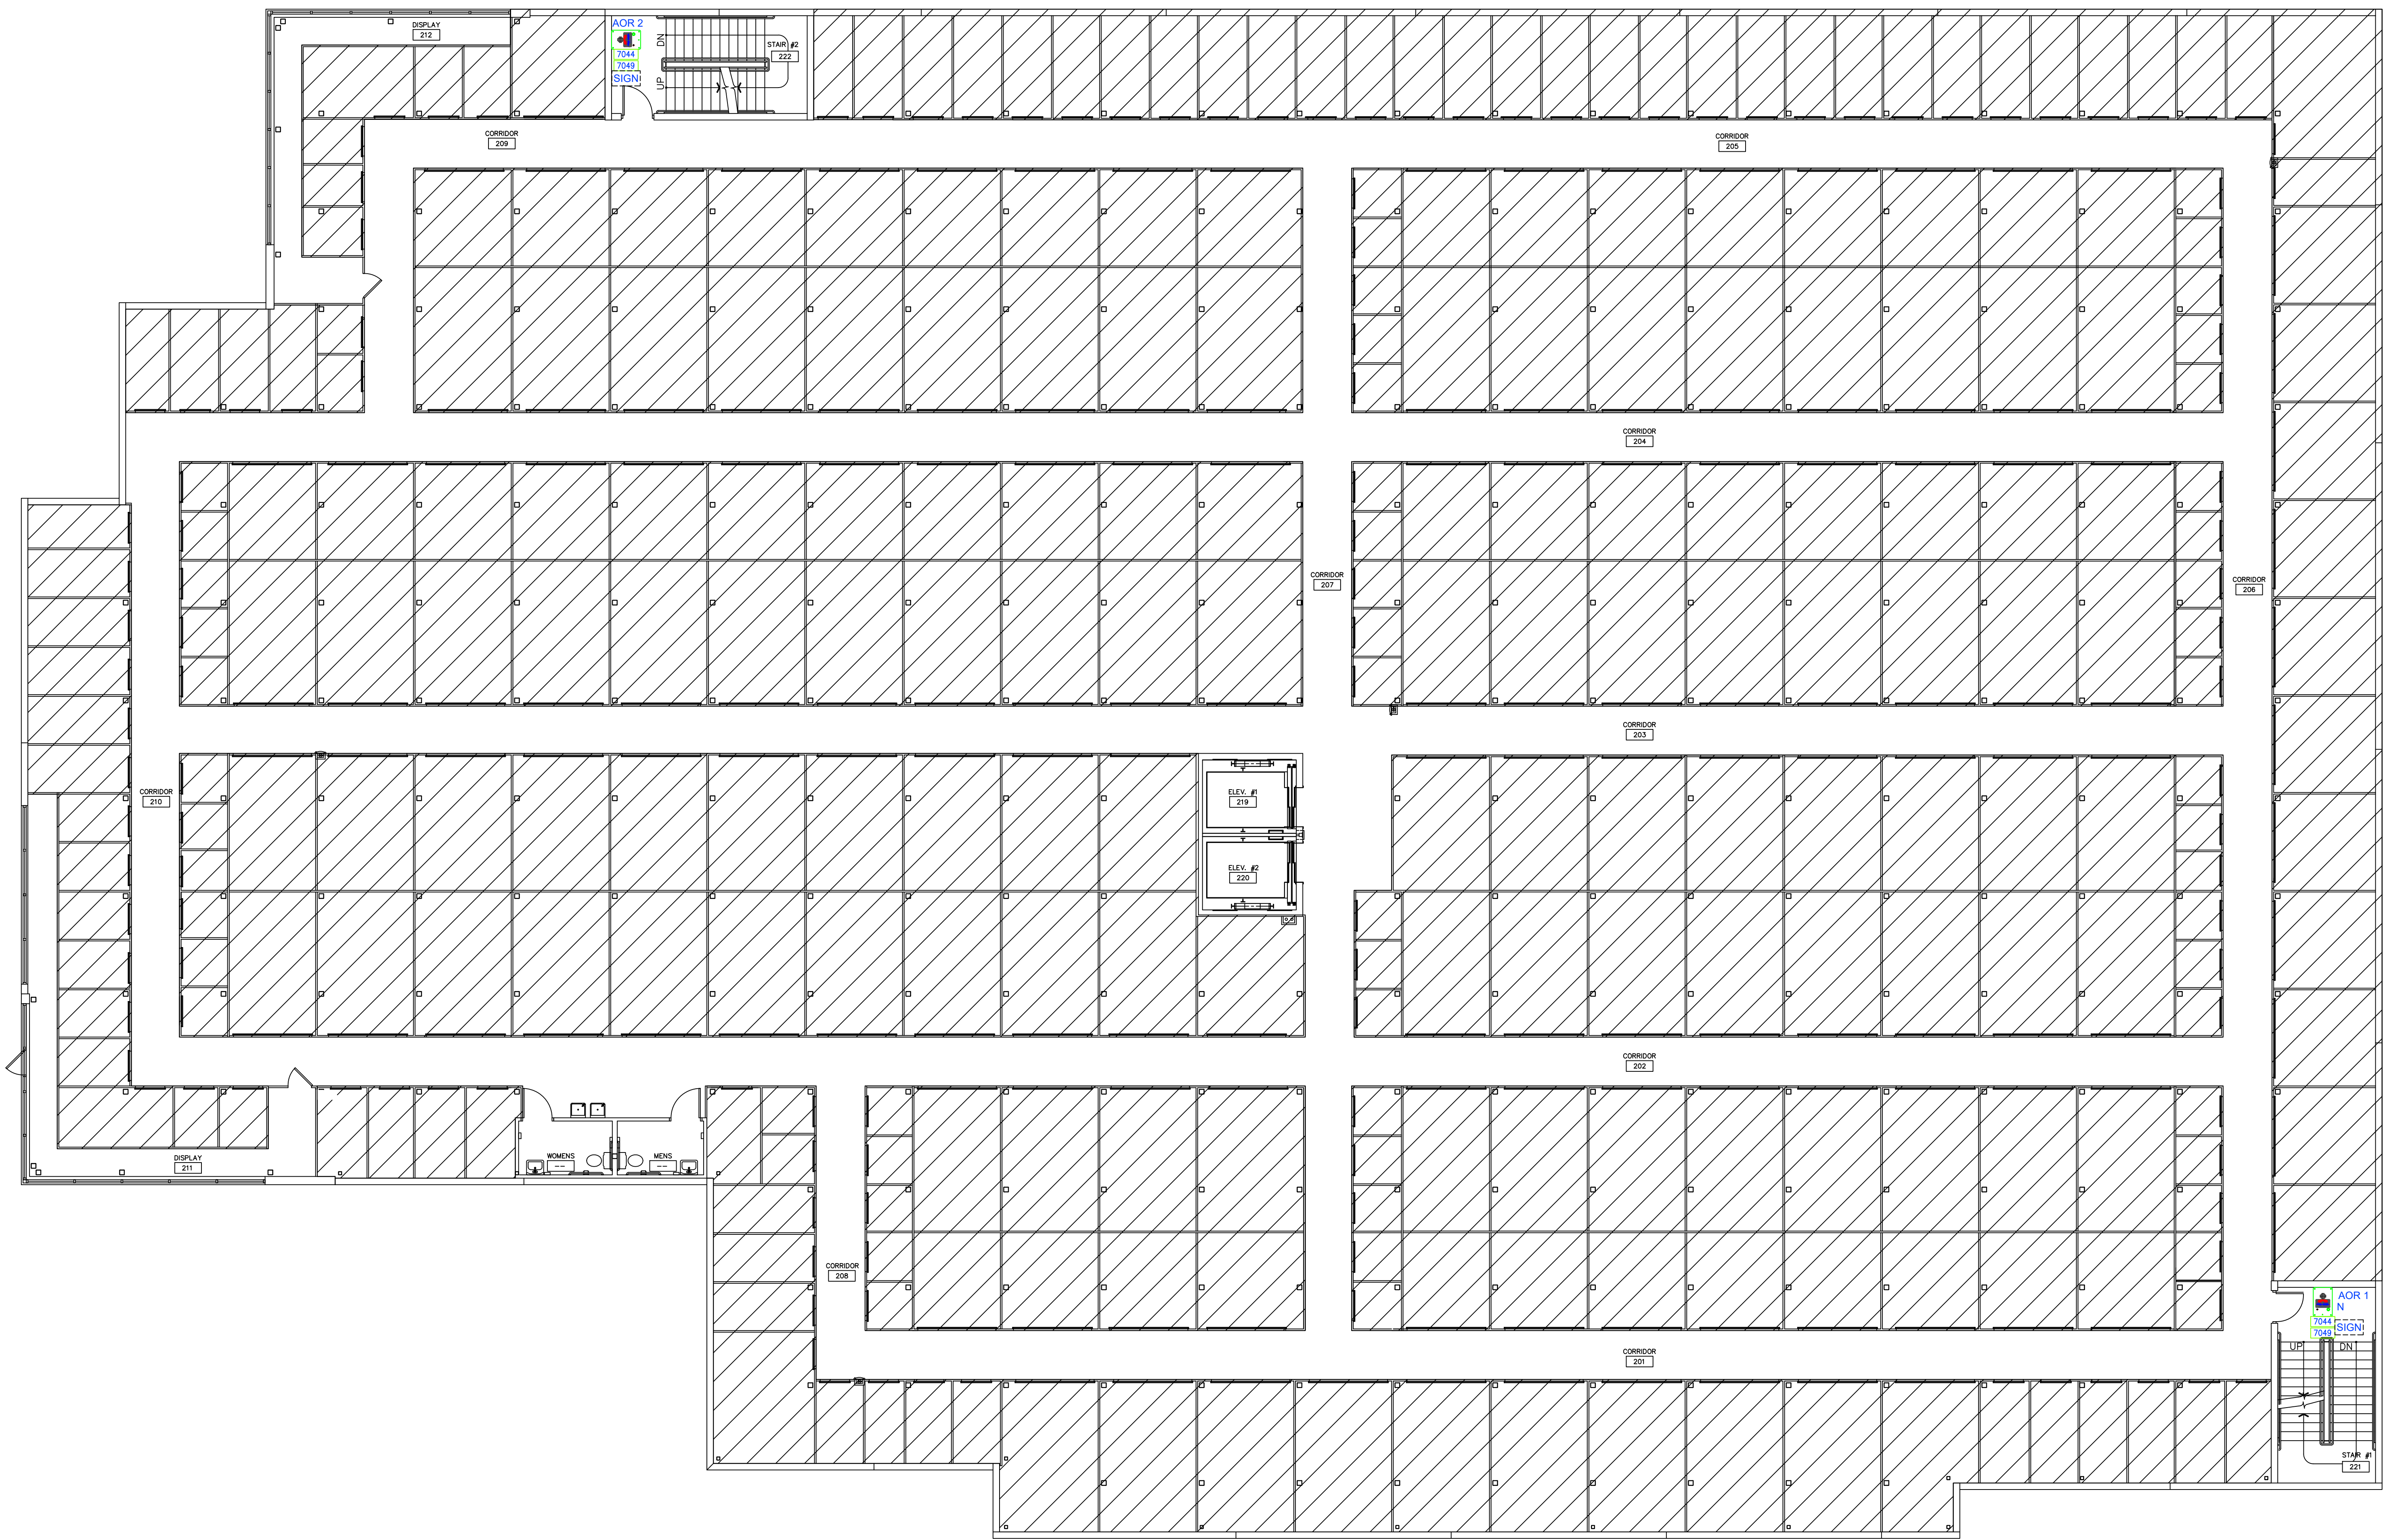 DISPLAY
212
AOR 2
7044
7049
SIGN
DN
UP
STAIR #2
222
CORRIDOR
209
CORRIDOR
205
CORRIDOR
204
CORRIDOR
207
CORRIDOR
206
CORRIDOR
203
CORRIDOR
210
ELEV. #1
219
ELEV. #2
220
CORRIDOR
202
DISPLAY
211
WOMENS
--
MENS
--
CORRIDOR
208
AOR 1
N
7044
7049
SIGN
UP
DN
CORRIDOR
201
STAIR #1
221